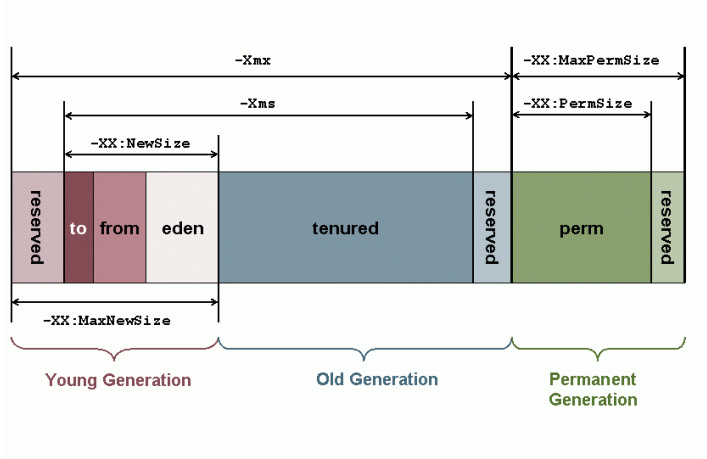 -Xmx
-XX:MaxPermSize
-Xms
-XX:PermSize
-XX:NewSize
reserved
to
from
eden
tenured
reserved
perm
reserved
-XX:MaxNewSize
Young Generation
Old Generation
Permanent
Generation